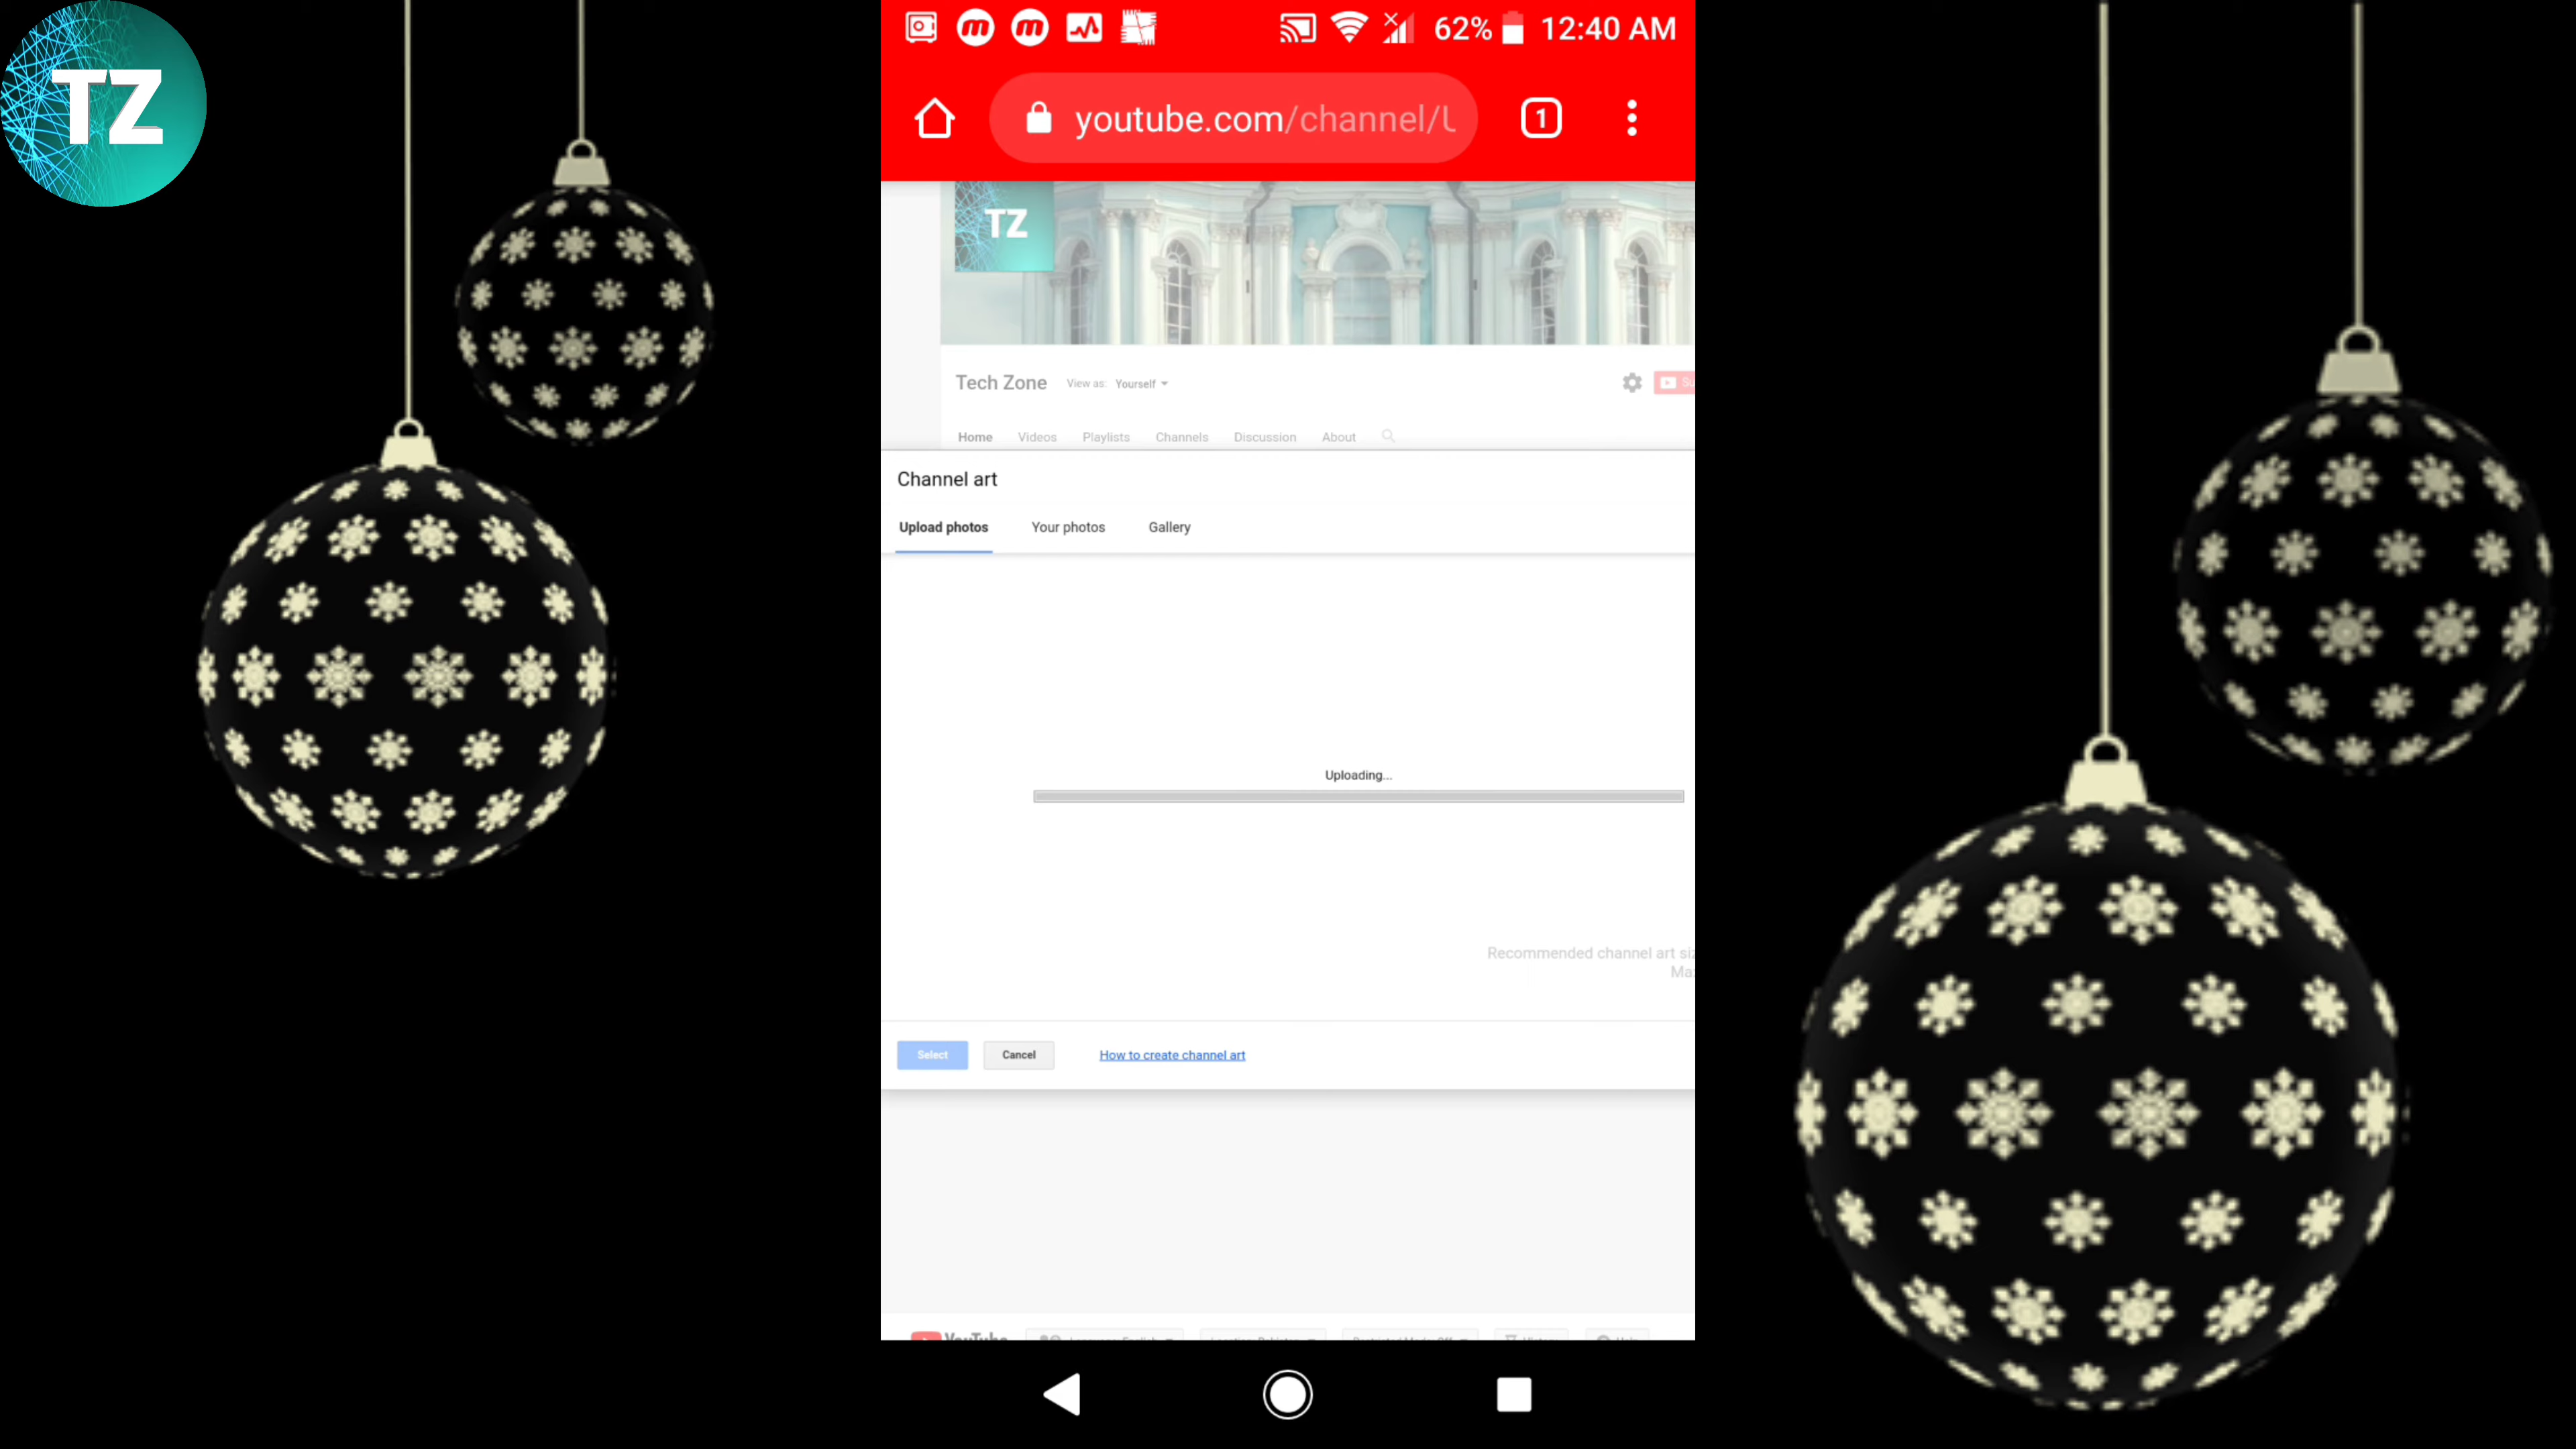 TZ
62% 12:40 AM
youtube.com/channel/U
1
TZ
Tech Zone View as: Yourself
Home Videos Playlists Channels Discussion About
Channel art
Upload photos Your photos Gallery
Uploading...
Recommended channel art
Select Cancel How to create channel art
YouTube